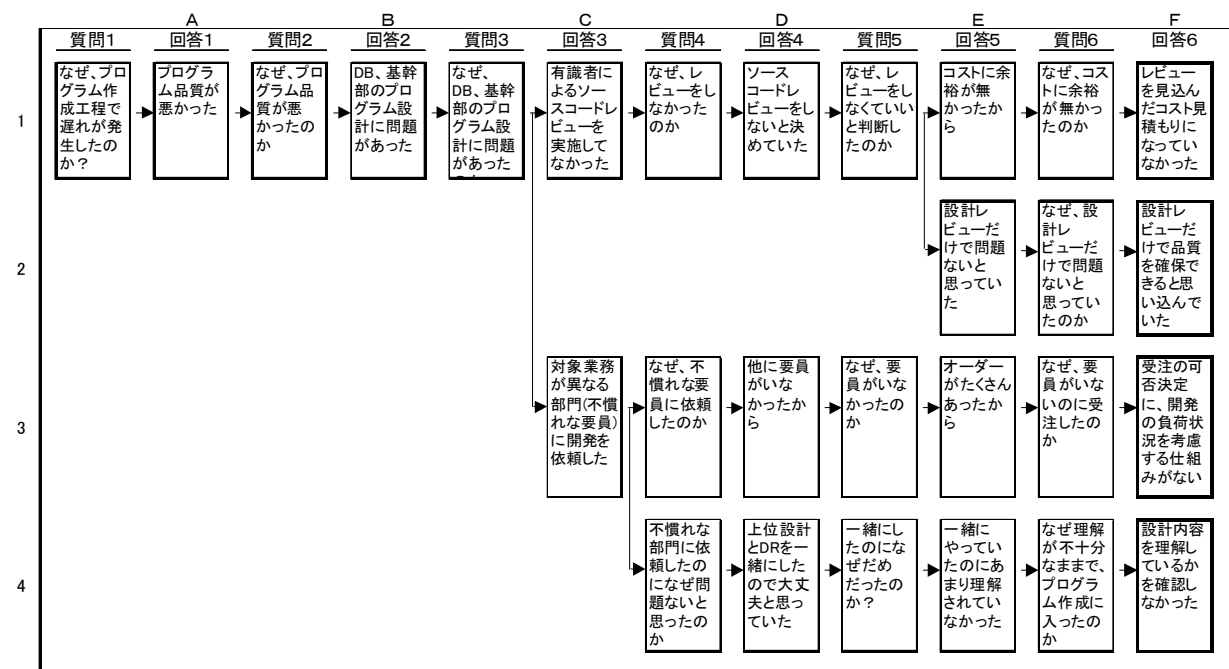 A B C D E F
質問1 回答1 質問2 回答2 質問3 回答3 質問4 回答4 質問5 回答5 質問6 回答6
1
なぜ、プロ
グラム作
成工程で
遅れが発
生したの
か？
プログラ
ム品質が
悪かった
なぜ、プロ
グラム品
質が悪
かったの
か
DB、基幹
部のプロ
グラム設
計に問題
があった
なぜ、
DB、基幹
部のプロ
グラム設
計に問題
があった
有識者に
よるソー
スコードレ
ビューを
実施して
なかった
なぜ、レ
ビューをし
なかった
のか
ソース
コードレ
ビューをし
ないと決
めていた
なぜ、レ
ビューをし
なくていい
と判断し
たのか
コストに余
裕が無
かったか
ら
なぜ、コス
トに余裕
が無かっ
たのか
レビュー
を見込ん
だコスト見
積もりに
なってい
なかった
2
設計レ
ビューだ
けで問題
ないと
思ってい
た
なぜ、設
計レ
ビューだ
けで問題
ないと
思ってい
たのか
設計レ
ビューだ
けで品質
を確保で
きると思
い込んで
いた
3
対象業務
が異なる
部門(不慣
れな要員)
に開発を
依頼した
なぜ、不
慣れな要
員に依頼
したのか
他に要員
がいな
かったか
ら
なぜ、要
員がいな
かったの
か
オーダー
がたくさん
あったか
ら
なぜ、要
員がいな
いのに受
注したの
か
受注の可
否決定
に、開発
の負荷状
況を考慮
する仕組
みがない
4
不慣れな
部門に依
頼したの
になぜ問
題ないと
思ったの
か
上位設計
とDRを一
緒にした
ので大丈
夫と思っ
ていた
一緒にし
たのにな
ぜだめ
だったの
か？
一緒に
やってい
たのにあ
まり理解
されてい
なかった
なぜ理解
が不十分
なままで、
プログラ
ム作成に
入ったの
か
設計内容
を理解し
ているか
を確認し
なかった